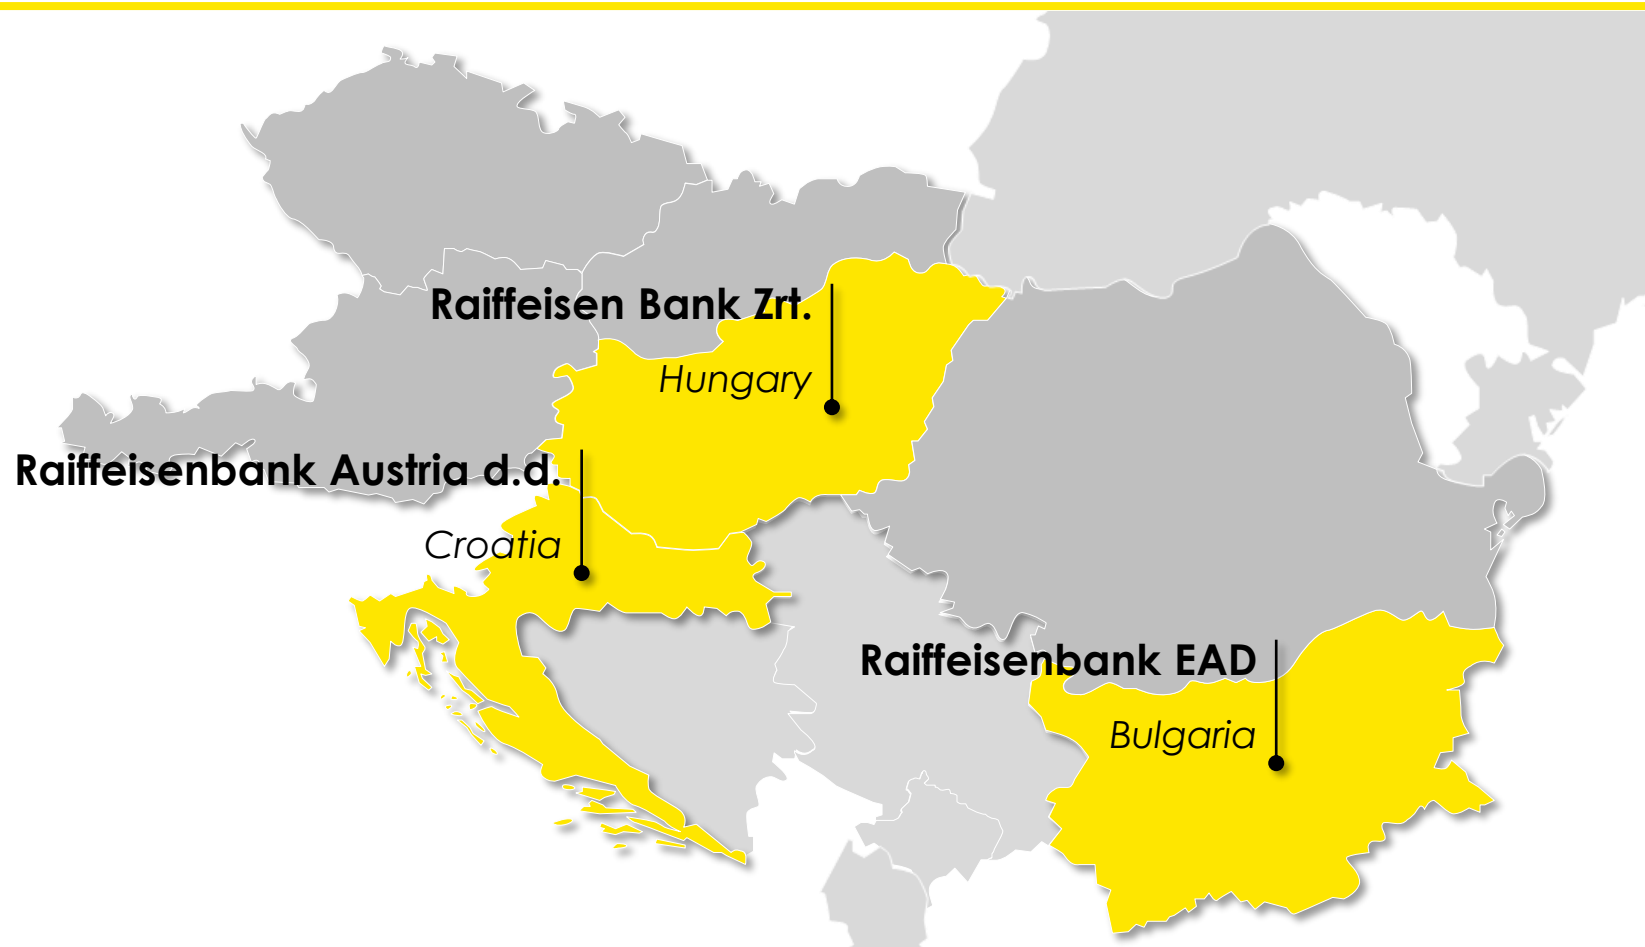 Raiffeisen Bank Zrt.
Hungary
Raiffeisenbank Austria d.d.
Croatia
Raiffeisenbank EAD
Bulgaria